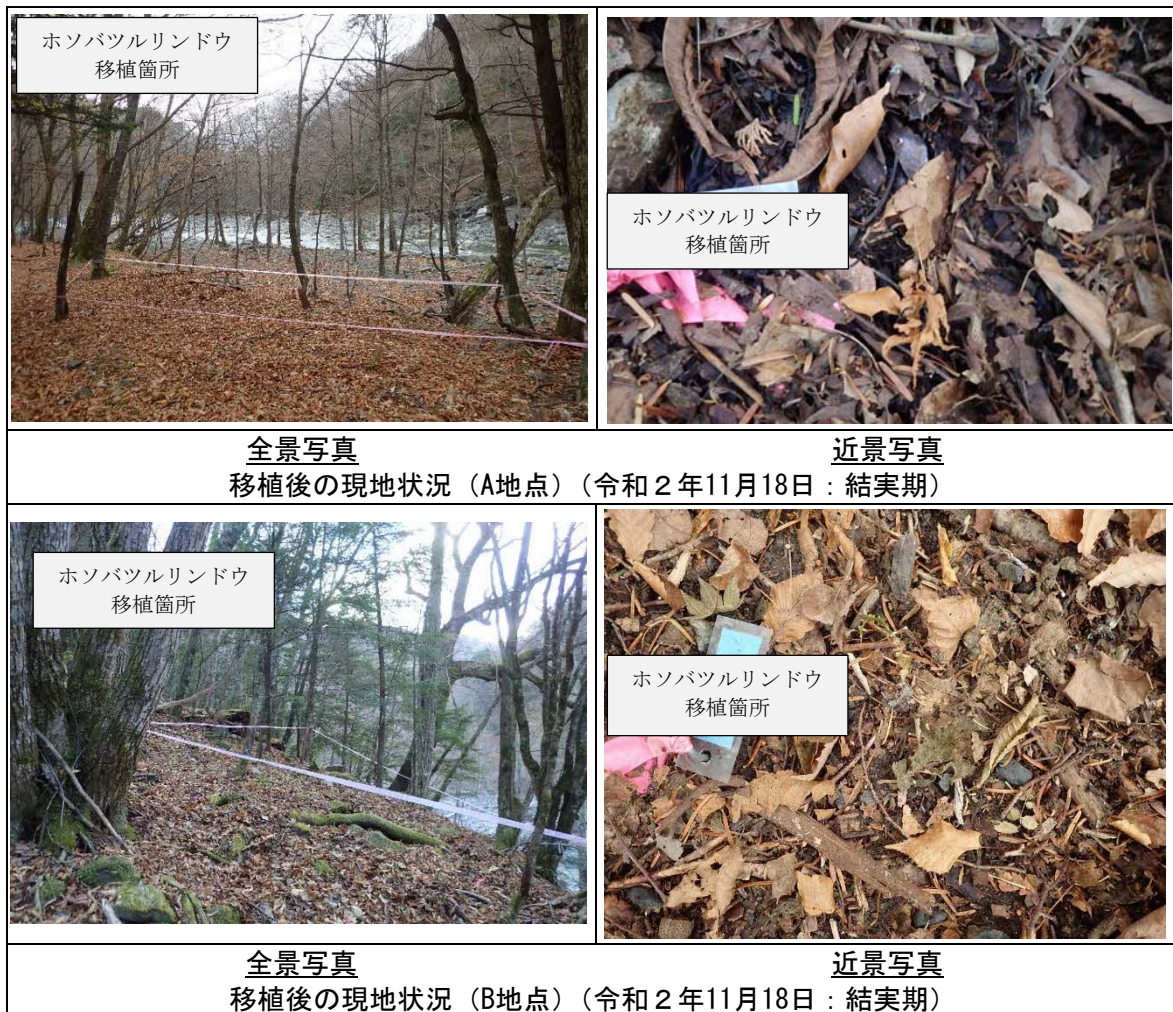 ホソバツルリンドウ
移植箇所
ホソバツルリンドウ
移植箇所
全景写真
近景写真
移植後の現地状況（A地点）（令和２年11月18日：結実期）
ホソバツルリンドウ
移植箇所
ホソバツルリンドウ
移植箇所
全景写真
近景写真
移植後の現地状況（B地点）（令和２年11月18日：結実期）